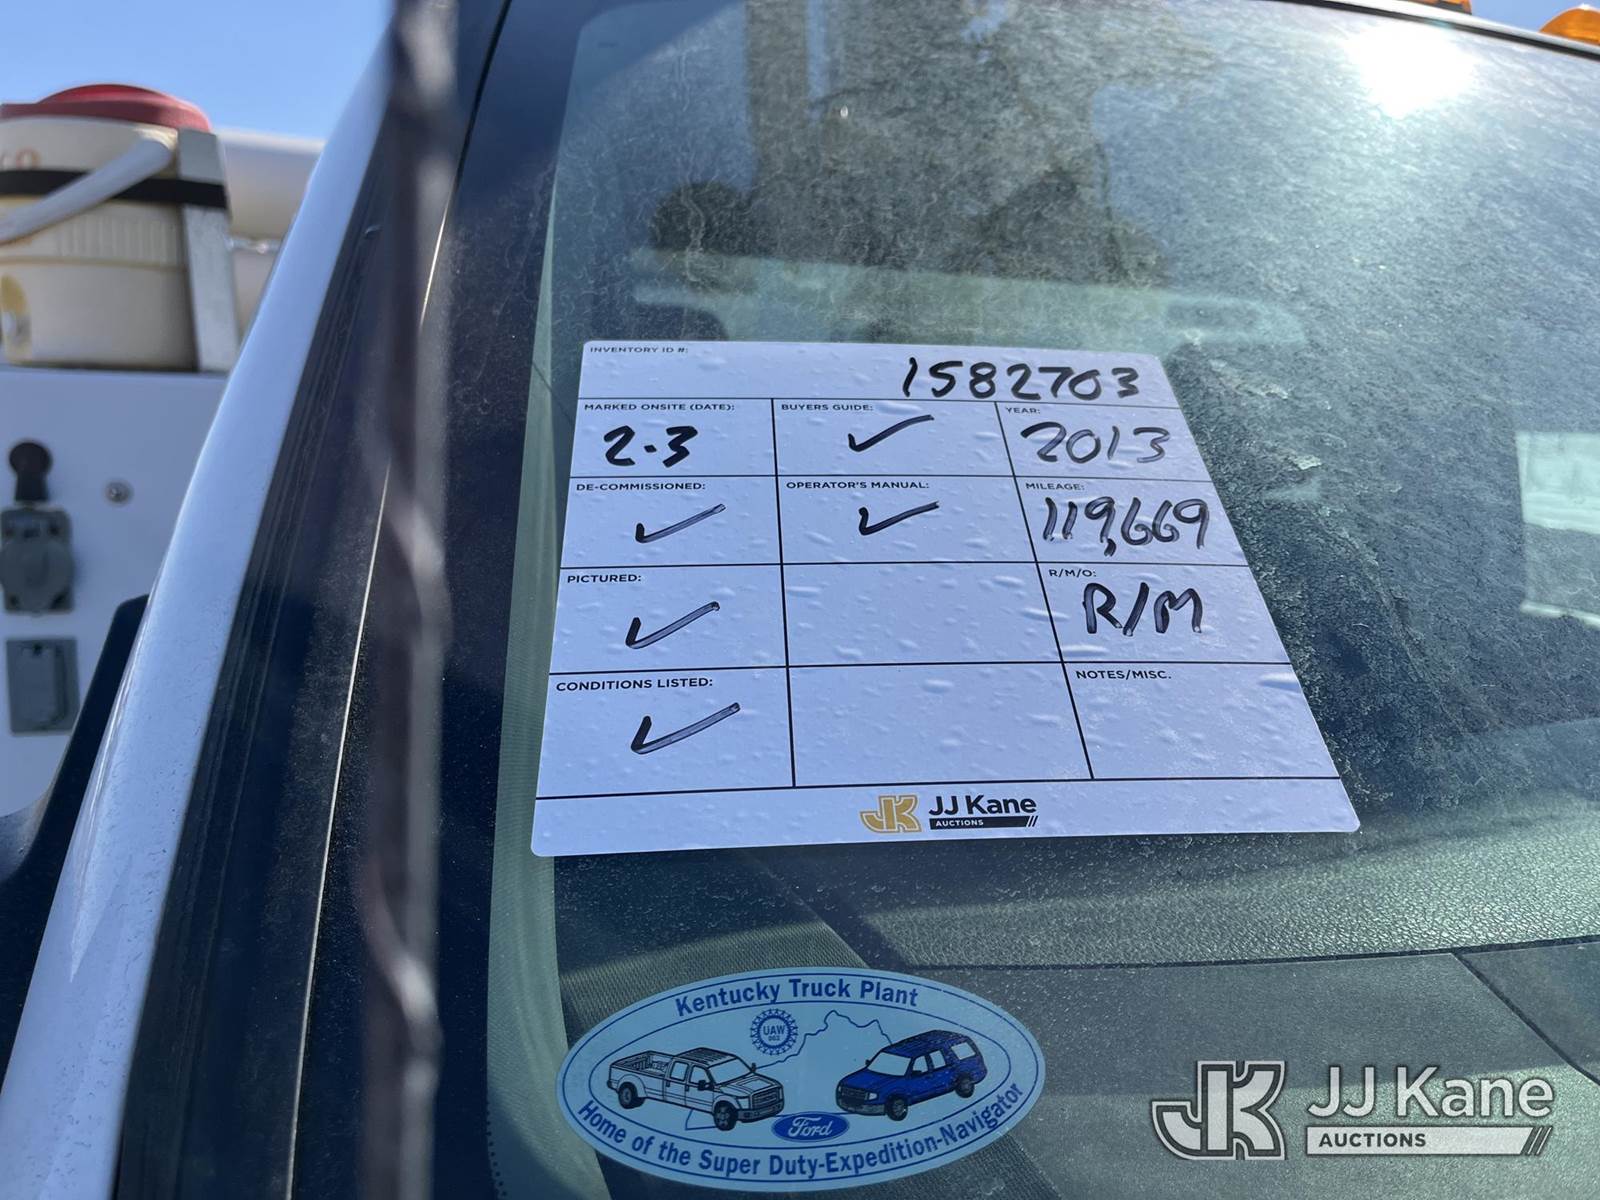 INVENTORY ID #:
1582703
MARKED ONSITE (DATE): BUYERS GUIDE: YEAR:
2-3 ✓ 2013
DE-COMMISSIONED: OPERATOR'S MANUAL: MILEAGE:
✓ ✓ 119,669
PICTURED: R/M/O:
✓ R/M
CONDITIONS LISTED: NOTES/MISC.
✓
JK JJ Kane
AUCTIONS
Kentucky Truck Plant
UAW
862
Ford
Home of the Super Duty-Expedition-Navigator
JK JJ Kane
AUCTIONS